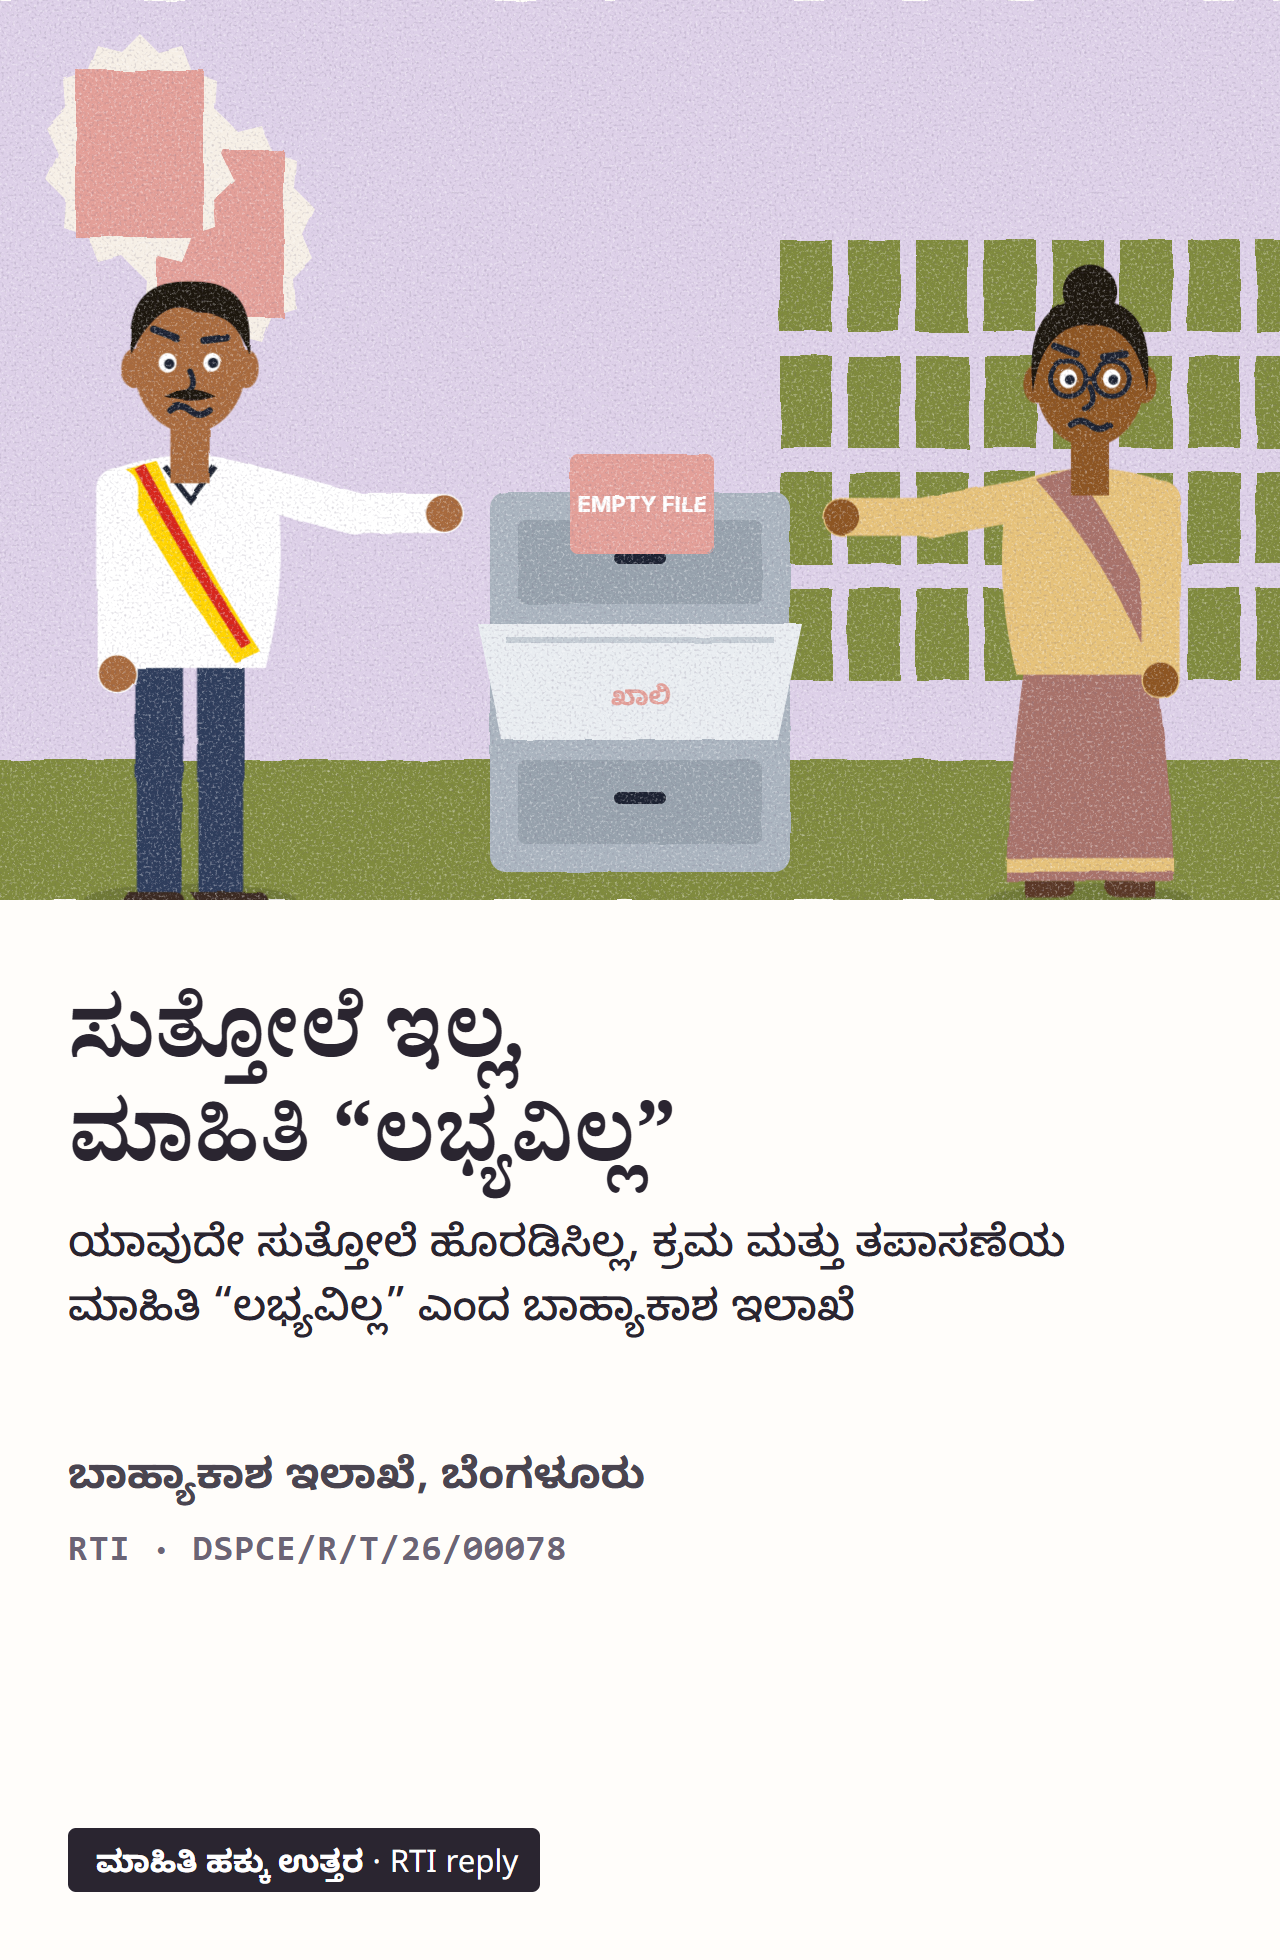 EMPTY FILE
ಖಾಲಿ
ಸುತ್ತೋಲೆ ಇಲ್ಲ,
ಮಾಹಿತಿ “ಲಭ್ಯವಿಲ್ಲ”
ಯಾವುದೇ ಸುತ್ತೋಲೆ ಹೊರಡಿಸಿಲ್ಲ, ಕ್ರಮ ಮತ್ತು ತಪಾಸಣೆಯ
ಮಾಹಿತಿ “ಲಭ್ಯವಿಲ್ಲ” ಎಂದ ಬಾಹ್ಯಾಕಾಶ ಇಲಾಖೆ
ಬಾಹ್ಯಾಕಾಶ ಇಲಾಖೆ, ಬೆಂಗಳೂರು
RTI · DSPCE/R/T/26/00078
ಮಾಹಿತಿ ಹಕ್ಕು ಉತ್ತರ · RTI reply